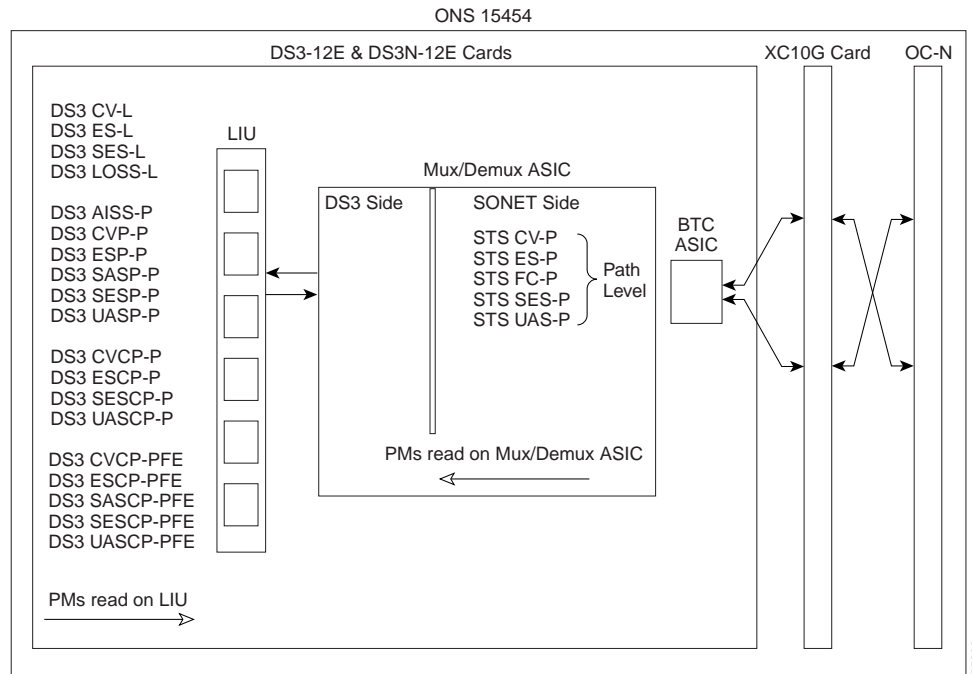 ONS 15454
DS3-12E & DS3N-12E Cards
XC10G Card
OC-N
DS3 CV-L
DS3 ES-L
DS3 SES-L
DS3 LOSS-L
DS3 AISS-P
DS3 CVP-P
DS3 ESP-P
DS3 SASP-P
DS3 SESP-P
DS3 UASP-P
DS3 CVCP-P
DS3 ESCP-P
DS3 SESCP-P
DS3 UASCP-P
DS3 CVCP-PFE
DS3 ESCP-PFE
DS3 SASCP-PFE
DS3 SESCP-PFE
DS3 UASCP-PFE
PMs read on LIU
LIU
Mux/Demux ASIC
DS3 Side
SONET Side
STS CV-P
STS ES-P
STS FC-P
STS SES-P
STS UAS-P
Path
Level
PMs read on Mux/Demux ASIC
BTC
ASIC